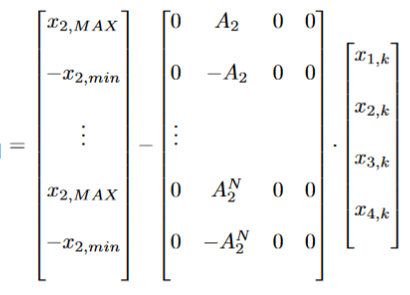 = [x_{2,MAX} − [0 A_2 0 0] · [x_{1,k}
−x_{2,min} 0 −A_2 0 0 x_{2,k}
⋮ ⋮ x_{3,k}
x_{2,MAX} 0 A_2^N 0 0 x_{4,k}]
−x_{2,min}] 0 −A_2^N 0 0]